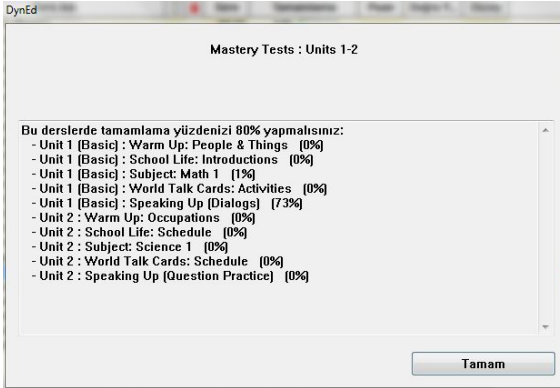 DynEd
Mastery Tests : Units 1-2
Bu derslerde tamamlama yüzdenizi 80% yapmalısınız:
- Unit 1 (Basic) : Warm Up: People & Things (0%)
- Unit 1 (Basic) : School Life: Introductions (0%)
- Unit 1 (Basic) : Subject: Math 1 (1%)
- Unit 1 (Basic) : World Talk Cards: Activities (0%)
- Unit 1 (Basic) : Speaking Up (Dialogs) (73%)
- Unit 2 : Warm Up: Occupations (0%)
- Unit 2 : School Life: Schedule (0%)
- Unit 2 : Subject: Science 1 (0%)
- Unit 2 : World Talk Cards: Schedule (0%)
- Unit 2 : Speaking Up (Question Practice) (0%)
Tamam